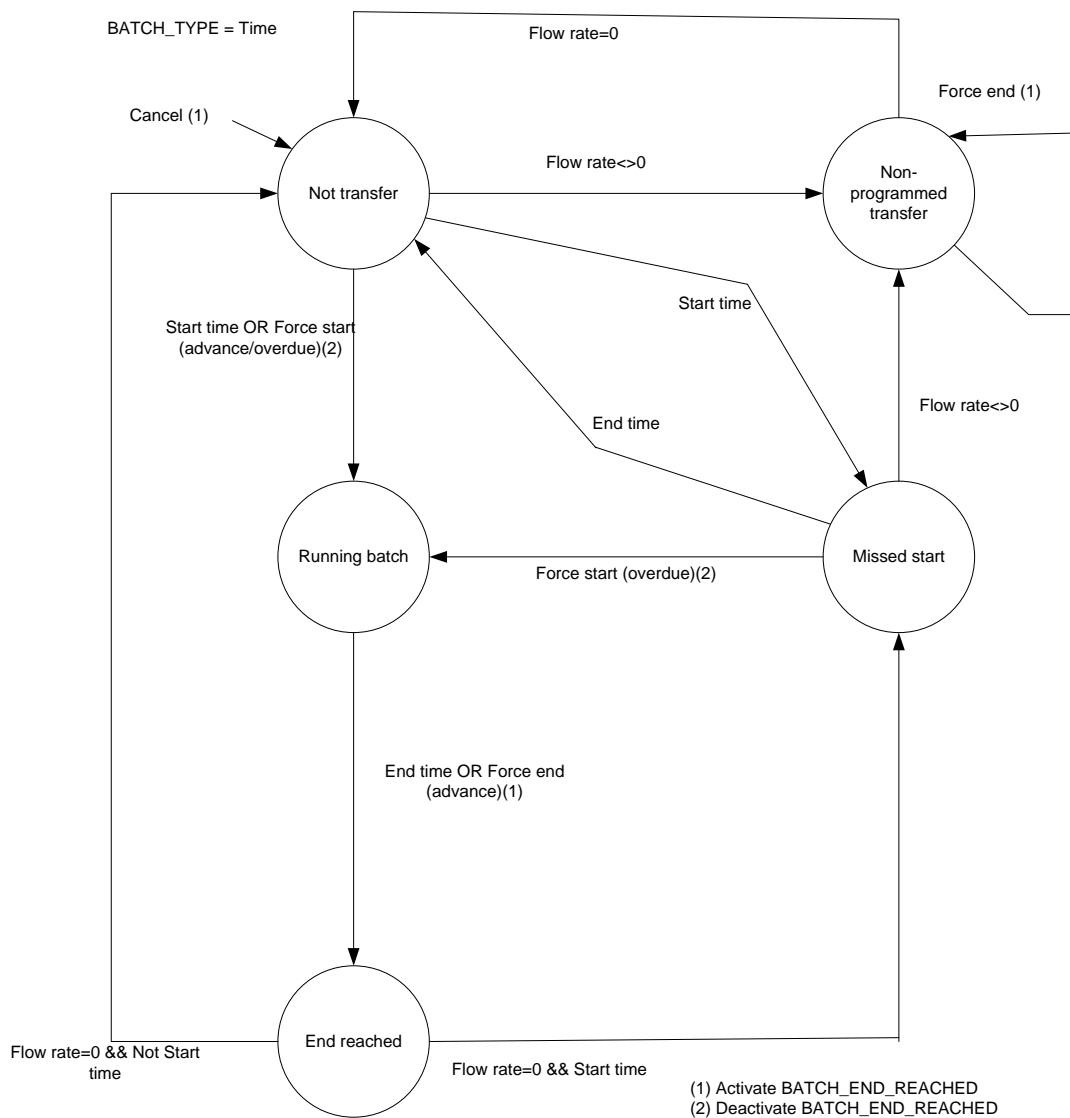 BATCH_TYPE = Time
Flow rate=0
Cancel (1)
Force end (1)
Flow rate<>0
Not transfer
Non-
programmed
transfer
Start time
Start time OR Force start
(advance/overdue)(2)
End time
Flow rate<>0
Running batch
Missed start
Force start (overdue)(2)
End time OR Force end
(advance)(1)
End reached
Flow rate=0 && Not Start
time
Flow rate=0 && Start time
(1) Activate BATCH_END_REACHED
(2) Deactivate BATCH_END_REACHED